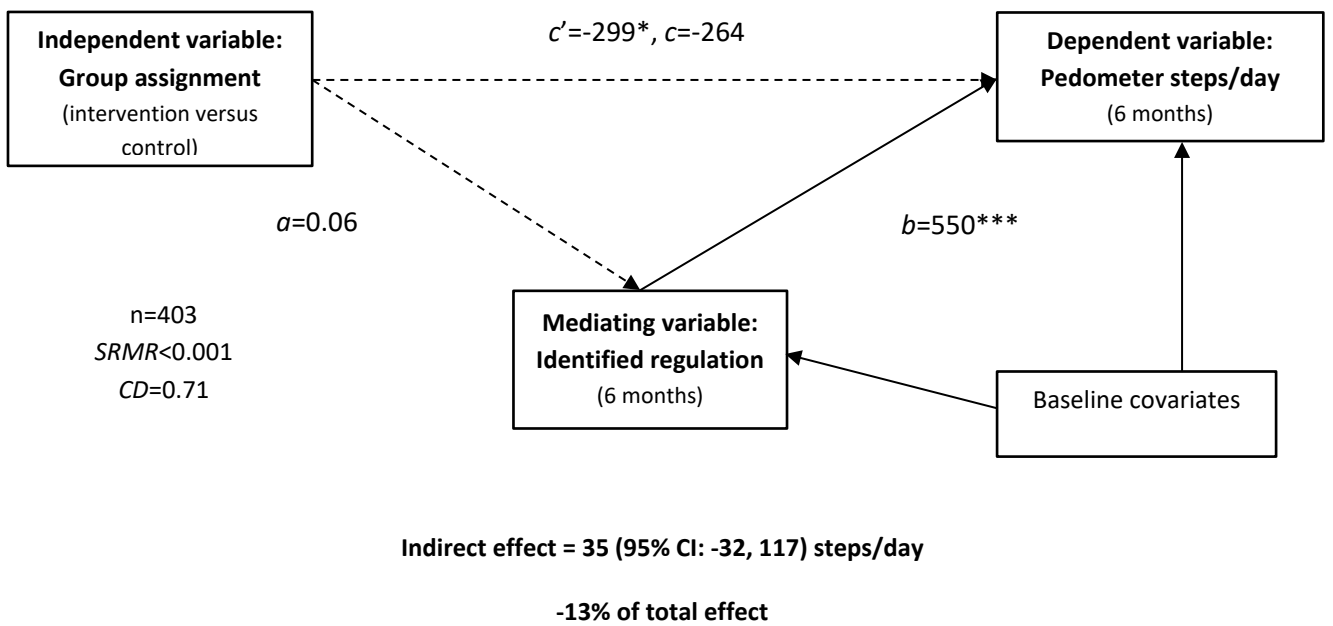 c'=-299*, c=-264
Independent variable:
Group assignment
(intervention versus
control)
Dependent variable:
Pedometer steps/day
(6 months)
a=0.06
b=550***
n=403
SRMR<0.001
CD=0.71
Mediating variable:
Identified regulation
(6 months)
Baseline covariates
Indirect effect = 35 (95% CI: -32, 117) steps/day
-13% of total effect